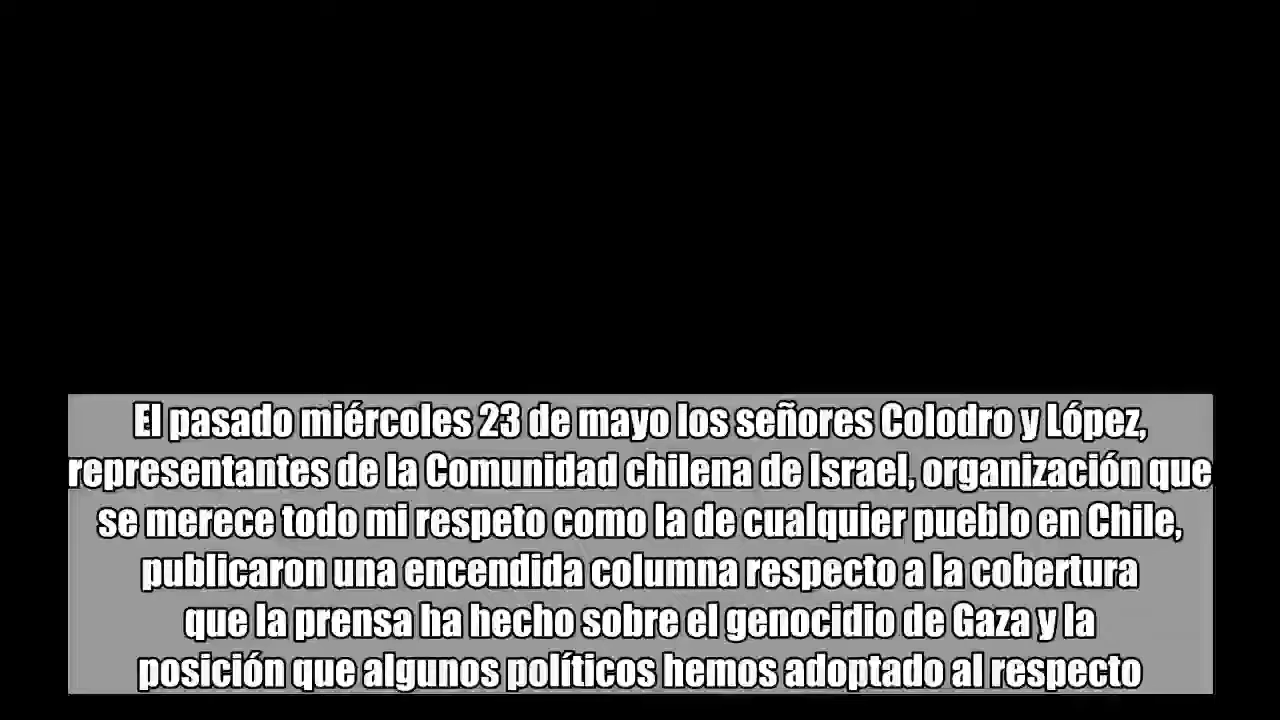 El pasado miércoles 23 de mayo los señores Colodro y López,
representantes de la Comunidad chilena de Israel, organización que
se merece todo mi respeto como la de cualquier pueblo en Chile,
publicaron una encendida columna respecto a la cobertura
que la prensa ha hecho sobre el genocidio de Gaza y la
posición que algunos políticos hemos adoptado al respecto